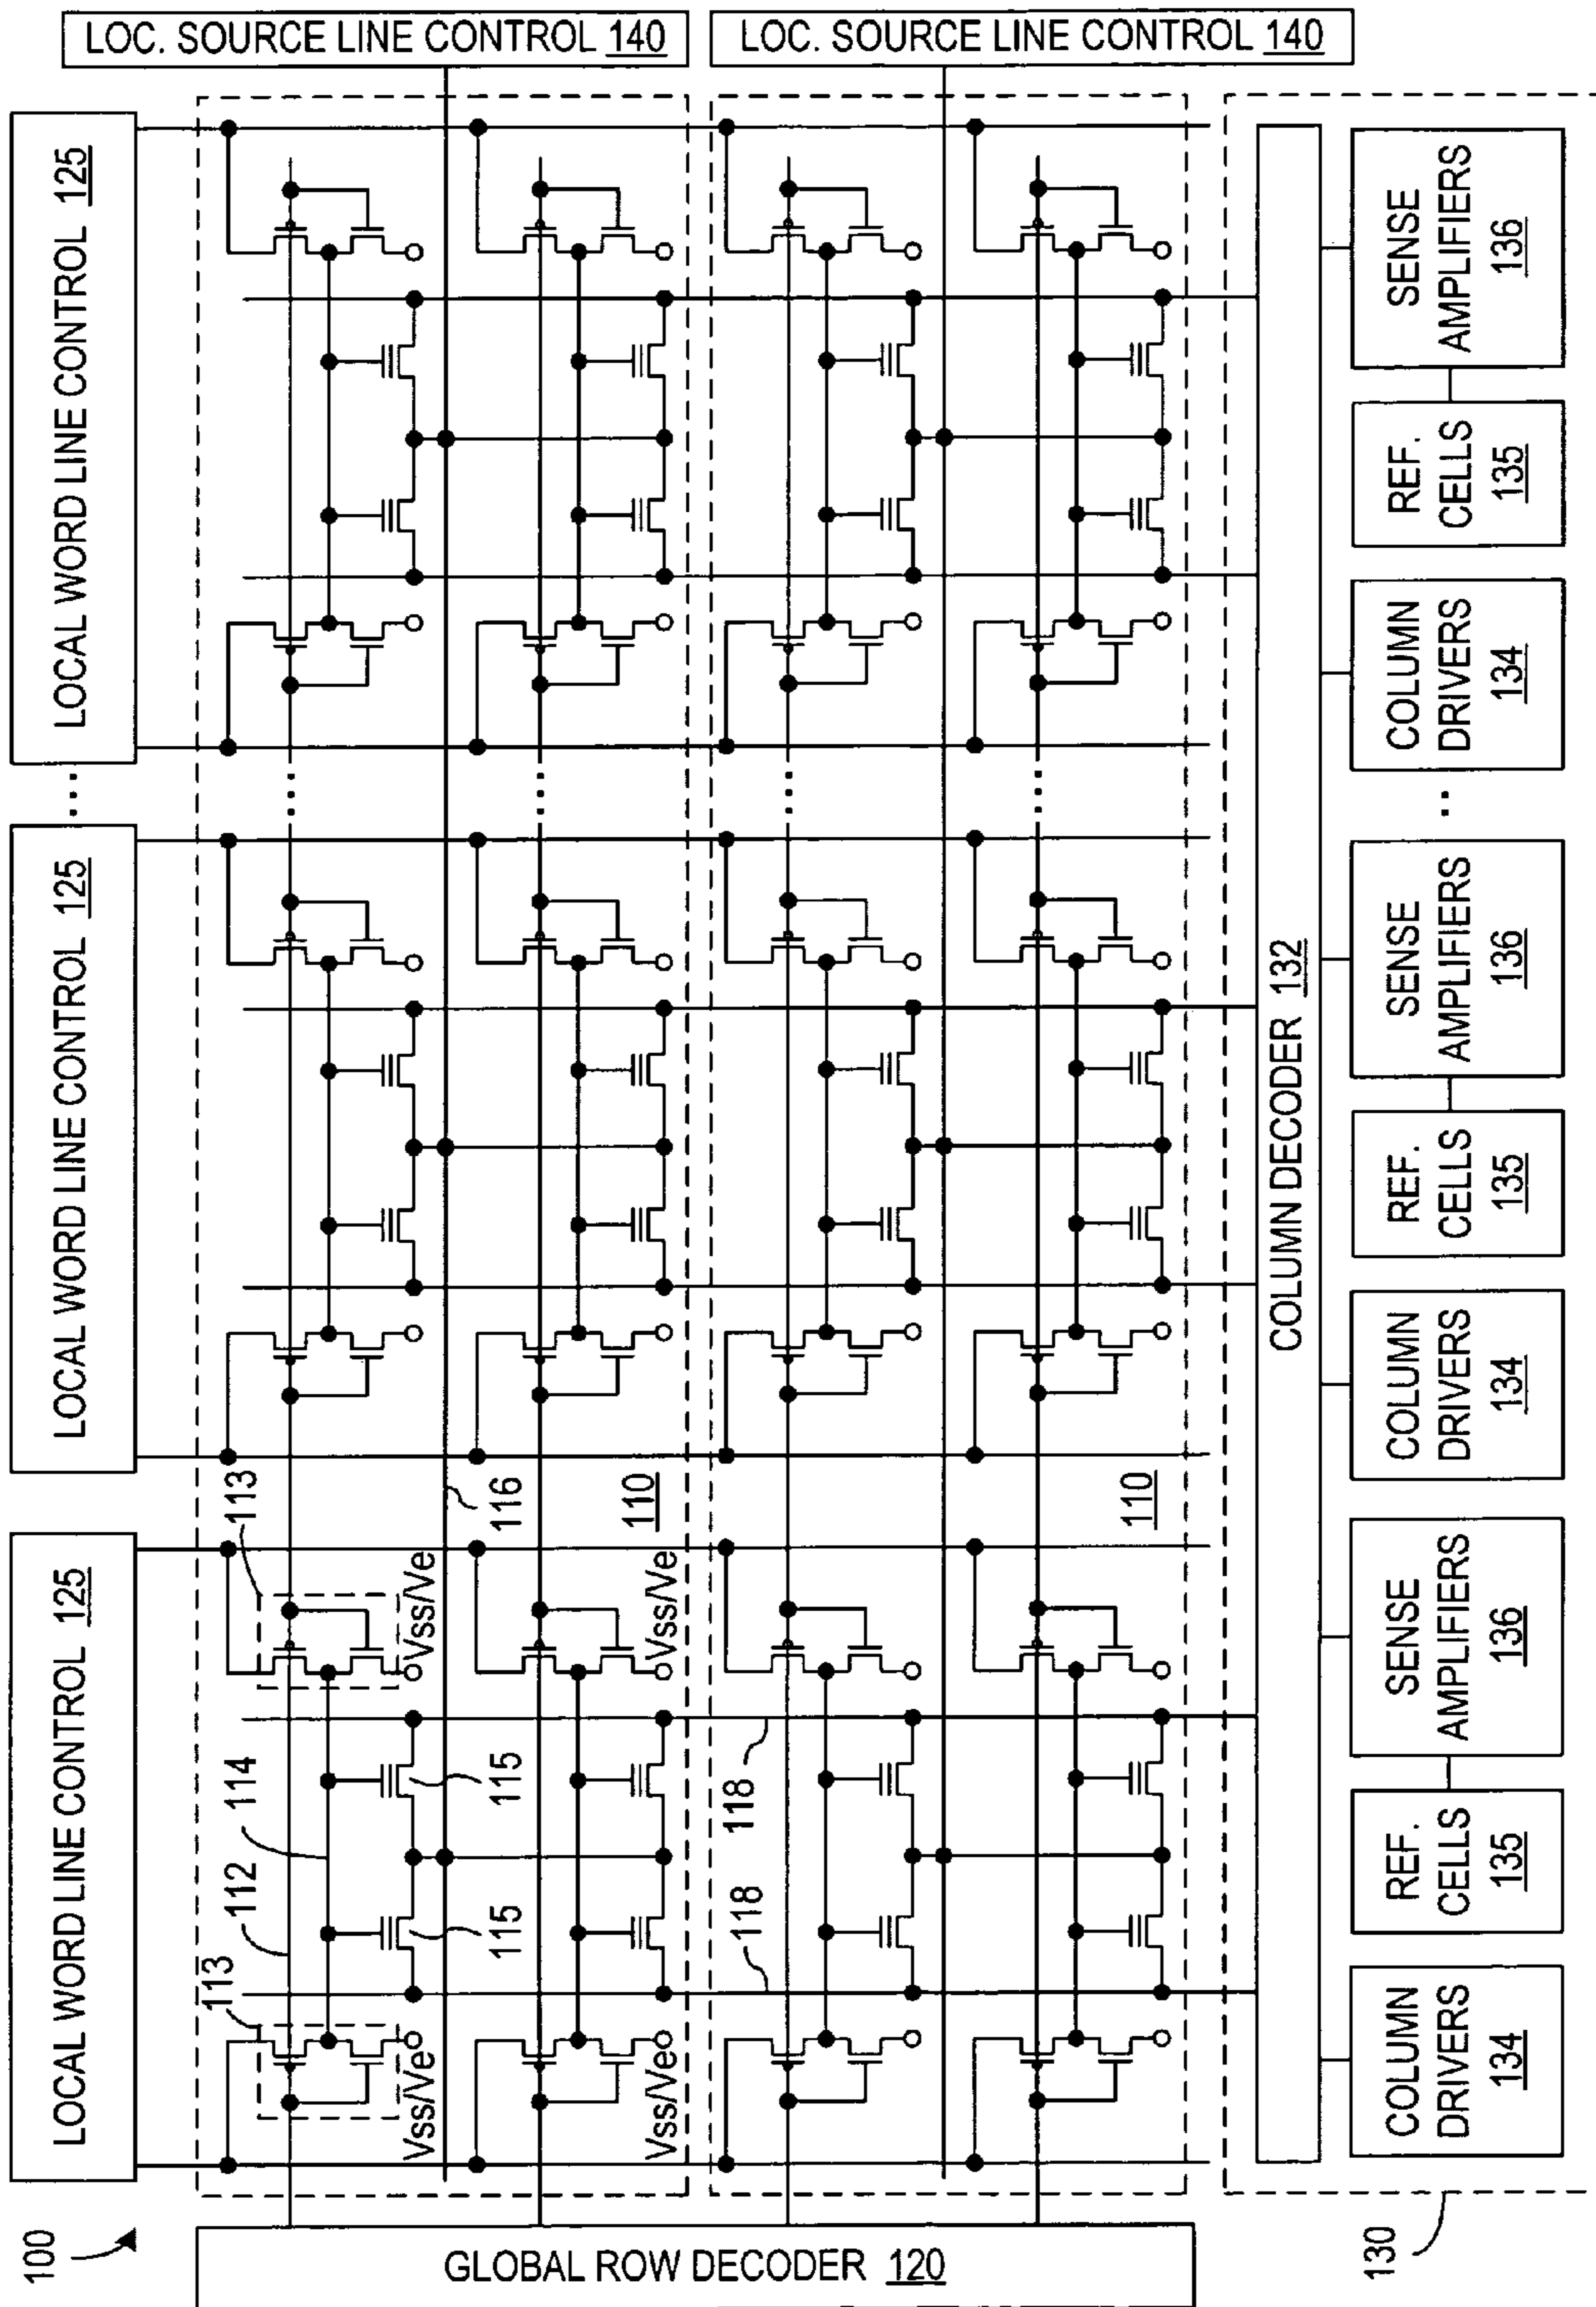 100
LOCAL WORD LINE CONTROL 125
LOCAL WORD LINE CONTROL 125
...
LOCAL WORD LINE CONTROL 125
LOC. SOURCE LINE CONTROL 140
LOC. SOURCE LINE CONTROL 140
GLOBAL ROW DECODER 120
113
112
114
113
Vss/Ve
Vss/Ve
115
115
116
...
Vss/Ve
Vss/Ve
110
...
118
118
...
110
...
COLUMN DECODER 132
130
COLUMN
DRIVERS
134
REF.
CELLS
135
SENSE
AMPLIFIERS
136
COLUMN
DRIVERS
134
REF.
CELLS
135
SENSE
AMPLIFIERS
136
..
COLUMN
DRIVERS
134
REF.
CELLS
135
SENSE
AMPLIFIERS
136